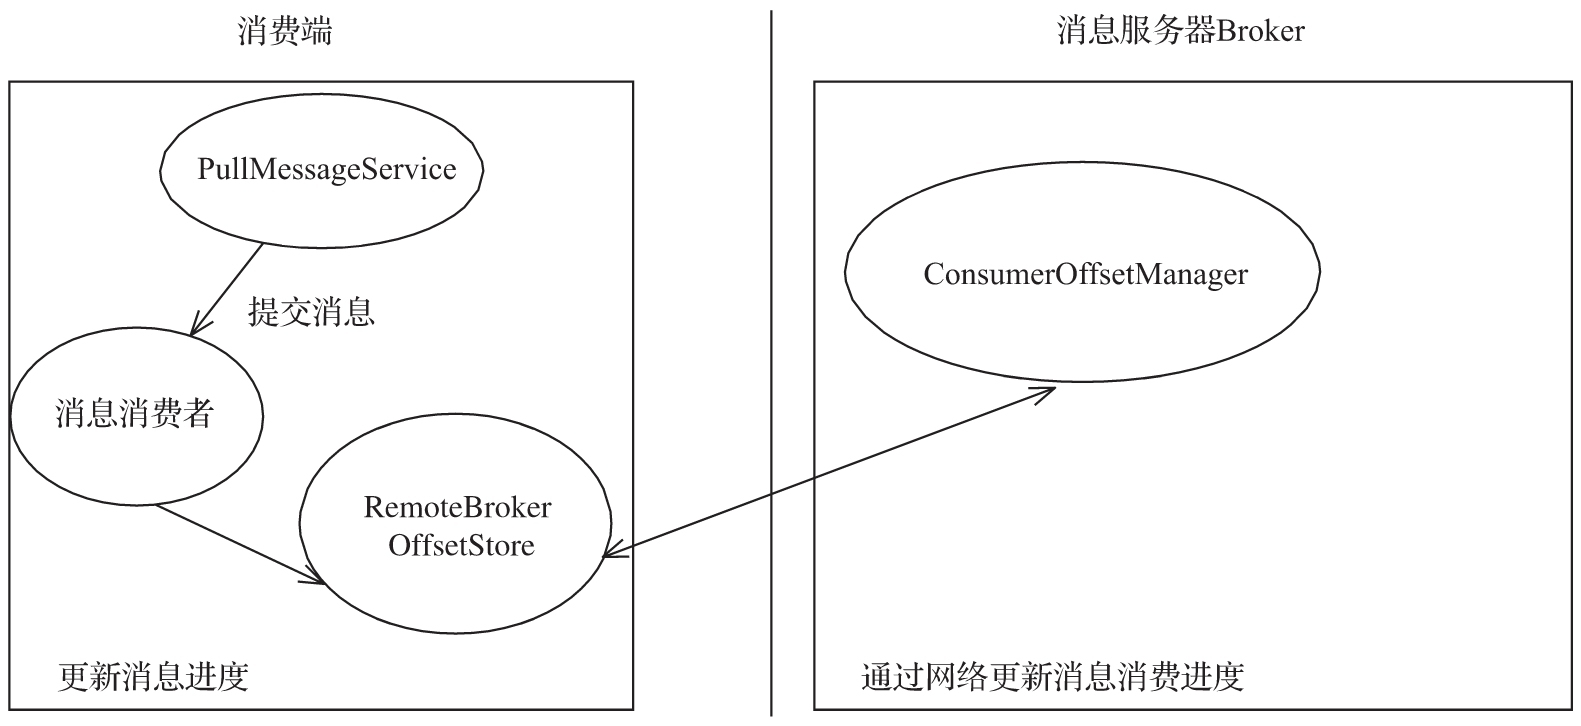 消费端
消息服务器Broker
PullMessageService
提交消息
消息消费者
RemoteBroker
OffsetStore
更新消息进度
ConsumerOffsetManager
通过网络更新消息消费进度